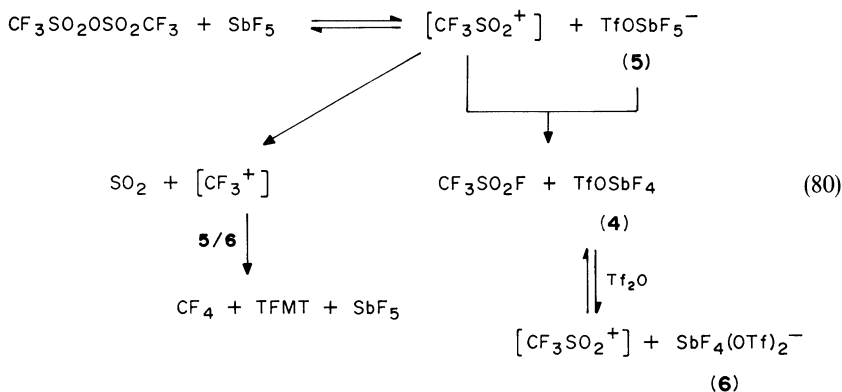 CF₃SO₂OSO₂CF₃ + SbF₅ ⇌ [CF₃SO₂⁺] + TfOSbF₅⁻
(5)
SO₂ + [CF₃⁺] CF₃SO₂F + TfOSbF₄ (80)
(4)
5/6
Tf₂O
CF₄ + TFMT + SbF₅
[CF₃SO₂⁺] + SbF₄(OTf)₂⁻
(6)